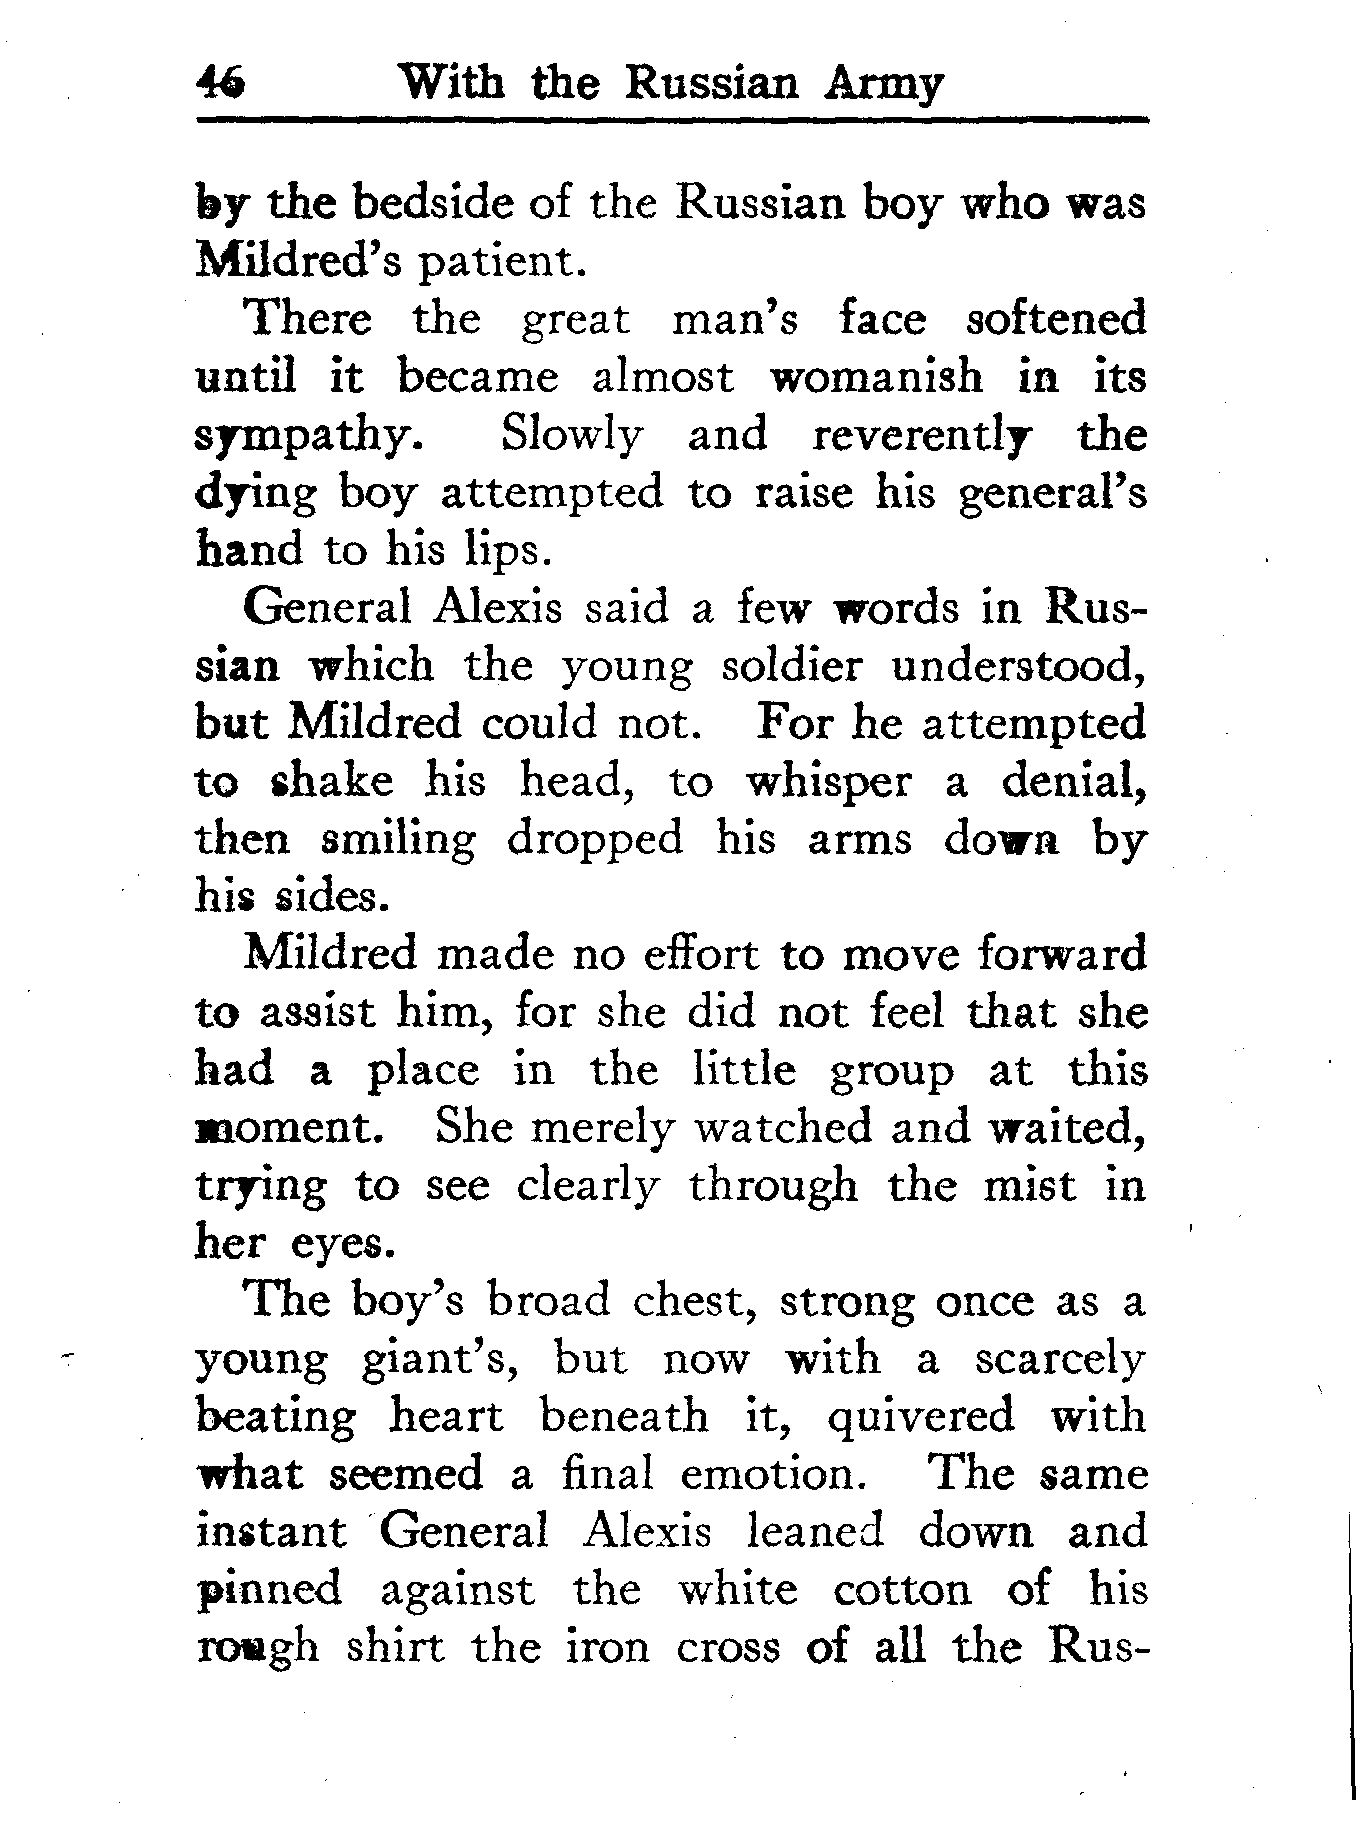 46 With the Russian Army
by the bedside of the Russian boy who was
Mildred's patient.
There the great man's face softened
until it became almost womanish in its
sympathy. Slowly and reverently the
dying boy attempted to raise his general's
hand to his lips.
General Alexis said a few words in Rus-
sian which the young soldier understood,
but Mildred could not. For he attempted
to shake his head, to whisper a denial,
then smiling dropped his arms down by
his sides.
Mildred made no effort to move forward
to assist him, for she did not feel that she
had a place in the little group at this
moment. She merely watched and waited,
trying to see clearly through the mist in
her eyes.
The boy's broad chest, strong once as a
young giant's, but now with a scarcely
beating heart beneath it, quivered with
what seemed a final emotion. The same
instant General Alexis leaned down and
pinned against the white cotton of his
rough shirt the iron cross of all the Rus-